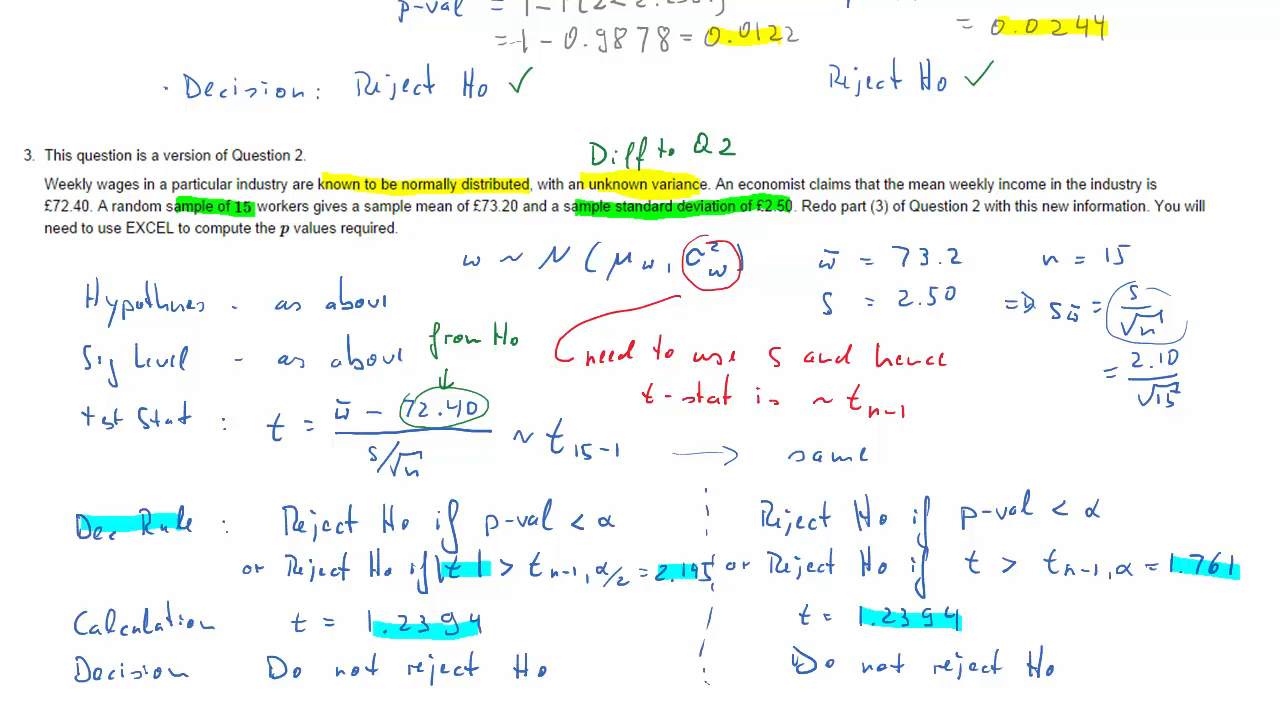 p-val = 1 - P(Z < 2.2501)
= 1 - 0.9878 = 0.0122
= 0.0244
· Decision: Reject Ho ✓
Reject Ho ✓
Diff to Q2
3. This question is a version of Question 2.
Weekly wages in a particular industry are known to be normally distributed, with an unknown variance. An economist claims that the mean weekly income in the industry is
£72.40. A random sample of 15 workers gives a sample mean of £73.20 and a sample standard deviation of £2.50. Redo part (3) of Question 2 with this new information. You will
need to use EXCEL to compute the p values required.
w ~ N ( μw, σ²w )
w̄ = 73.2 n = 15
Hypotheses - as above
s = 2.50 => s w̄ = s/√n
= 2.10/√15
from Ho
Sig Level - as above
need to use s and hence
t-stat is ~ tn-1
test Stat : t = (w̄ - 72.40)/(s/√n) ~ t15-1 → same
Dec Rule : Reject Ho if p-val < α
or Reject Ho if |t| > tn-1, α/2 = 2.145
Reject Ho if p-val < α
or Reject Ho if t > tn-1, α = 1.761
Calculation t = 1.2394
t = 1.2394
Decision Do not reject Ho
Do not reject Ho